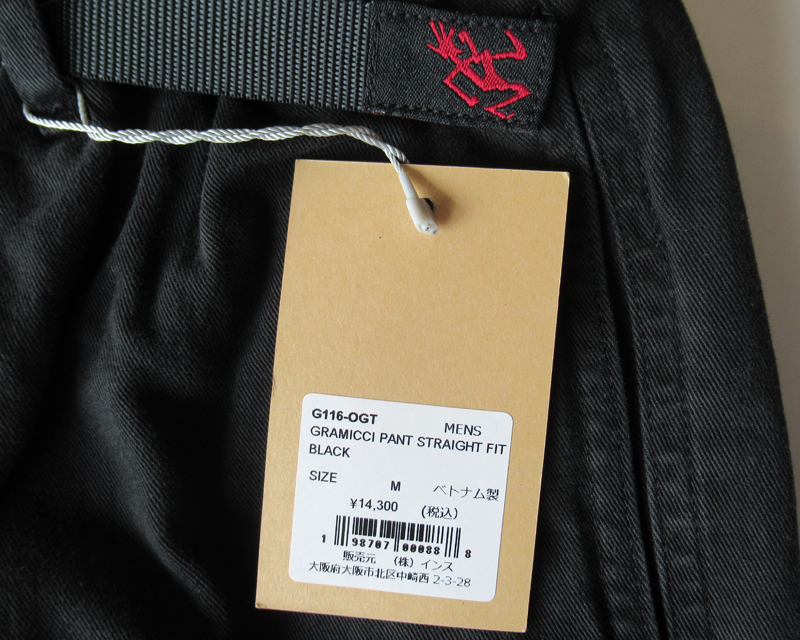 G116-OGT MENS
GRAMICCI PANT STRAIGHT FIT
BLACK
SIZE M ベトナム製
¥14,300 (税込)
1 98707 00088 8
販売元 (株)インス
大阪府大阪市北区中崎西 2-3-28